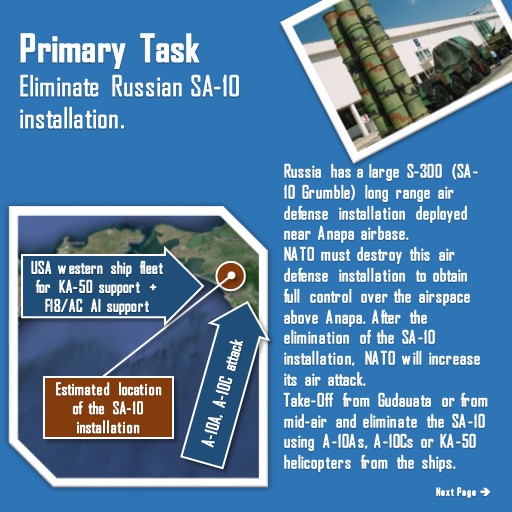 Primary Task
Eliminate Russian SA-10
installation.
Russia has a large S-300 (SA-
10 Grumble) long range air
defense installation deployed
near Anapa airbase.
NATO must destroy this air
defense installation to obtain
full control over the airspace
above Anapa. After the
elimination of the SA-10
installation, NATO will increase
its air attack.
Take-Off from Gudauata or from
mid-air and eliminate the SA-10
using A-10As, A-10Cs or KA-50
helicopters from the ships.
USA western ship fleet
for KA-50 support +
F18/AC AI support
Estimated location
of the SA-10
installation
A-10A, A-10C attack
Next Page →